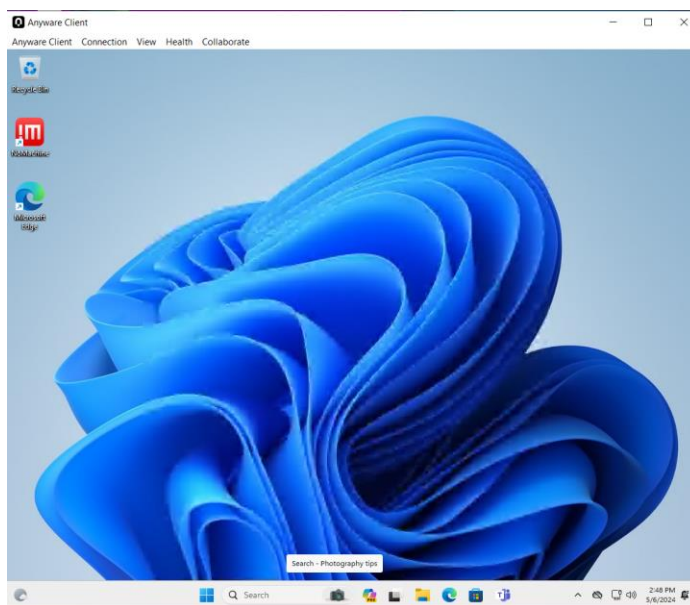 Anyware Client
Anyware Client Connection View Health Collaborate
Recycle Bin
NoMachine
Microsoft
Edge
Search - Photography tips
Search
2:48 PM
5/6/2024